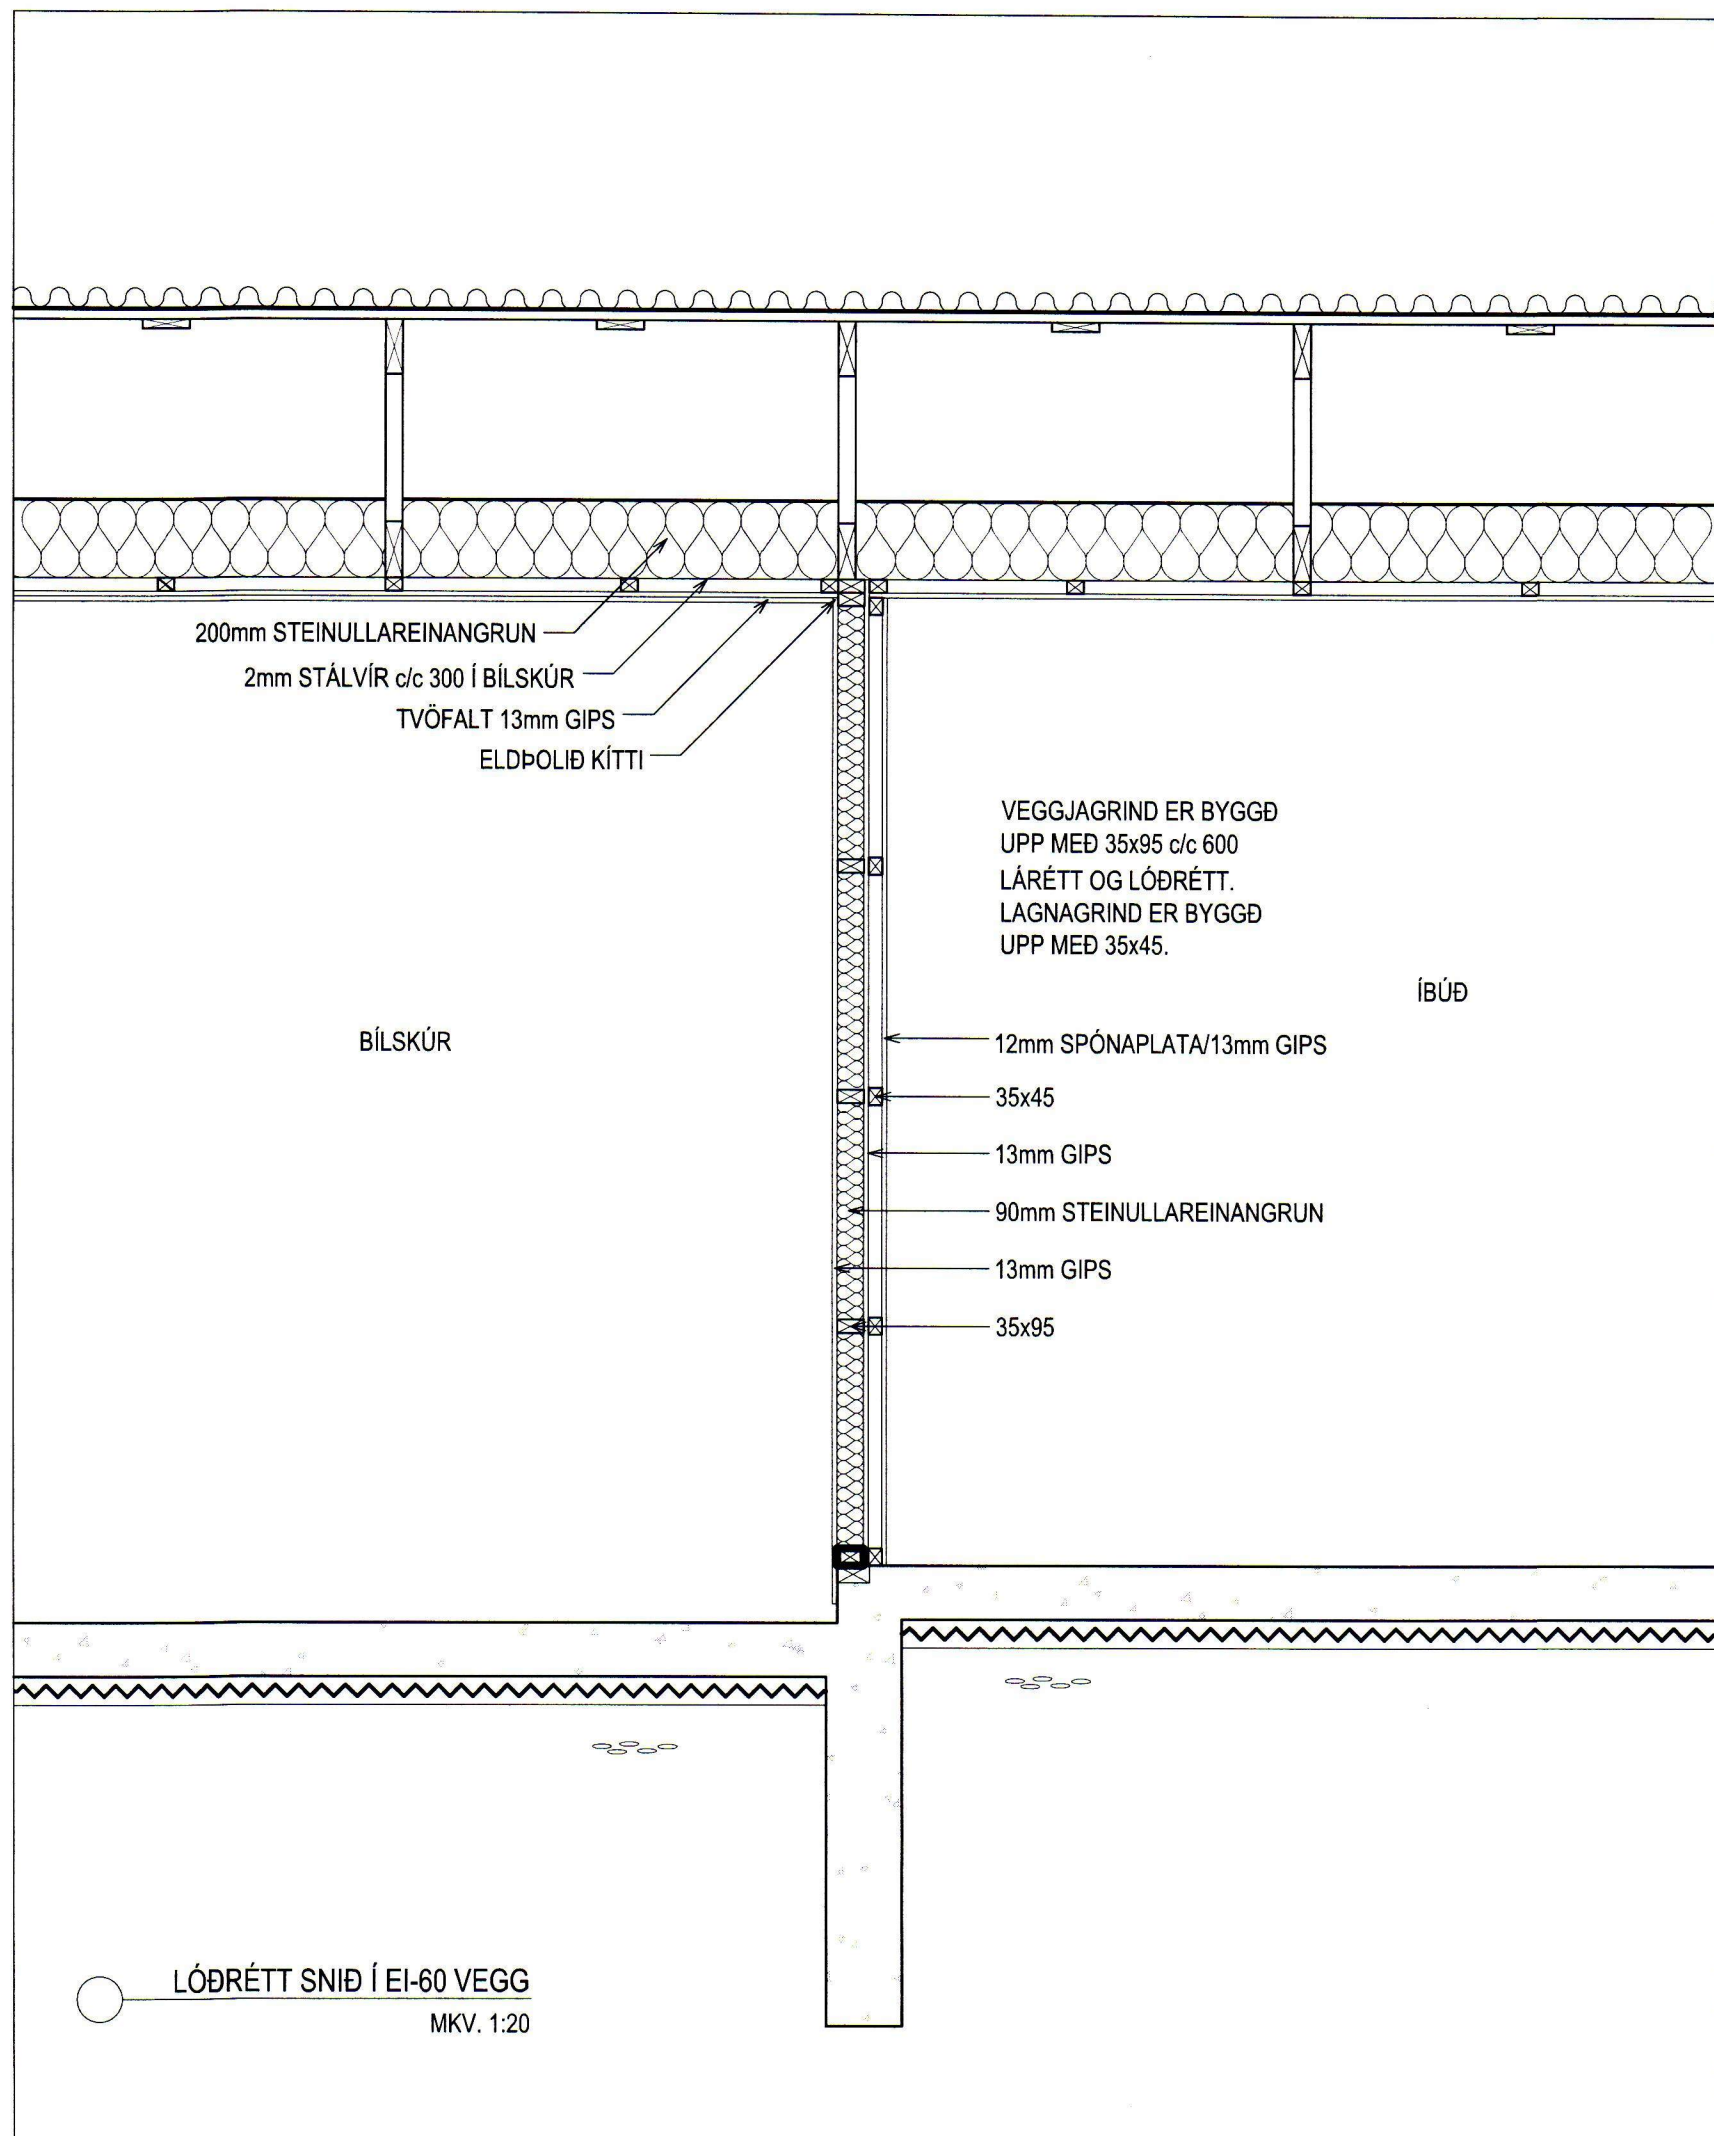 200mm STEINULLAREINANGRUN
2mm STÁLVÍR c/c 300 Í BÍLSKÚR
TVÖFALT 13mm GIPS
ELDÞOLIÐ KÍTTI
VEGGJAGRIND ER BYGGÐ
UPP MEÐ 35x95 c/c 600
LÁRÉTT OG LÓÐRÉTT.
LAGNAGRIND ER BYGGÐ
UPP MEÐ 35x45.
ÍBÚÐ
BÍLSKÚR
12mm SPÓNAPLATA/13mm GIPS
35x45
13mm GIPS
90mm STEINULLAREINANGRUN
13mm GIPS
35x95
LÓÐRÉTT SNIÐ Í EI-60 VEGG
MKV. 1:20